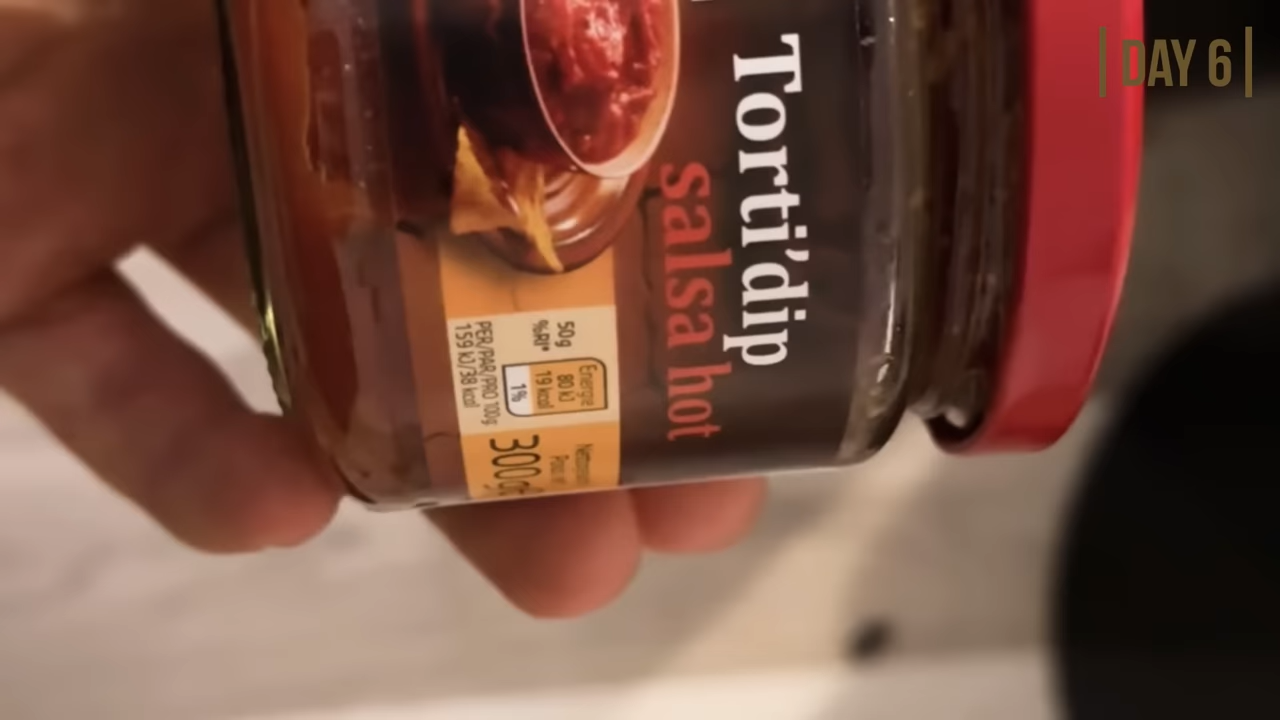 DAY 6
Torti'dip
salsa hot
50g
%RI*
Energie
80 kJ
19 kcal
1%
PER/PAR/PRO 100g
159 kJ/38 kcal
300g